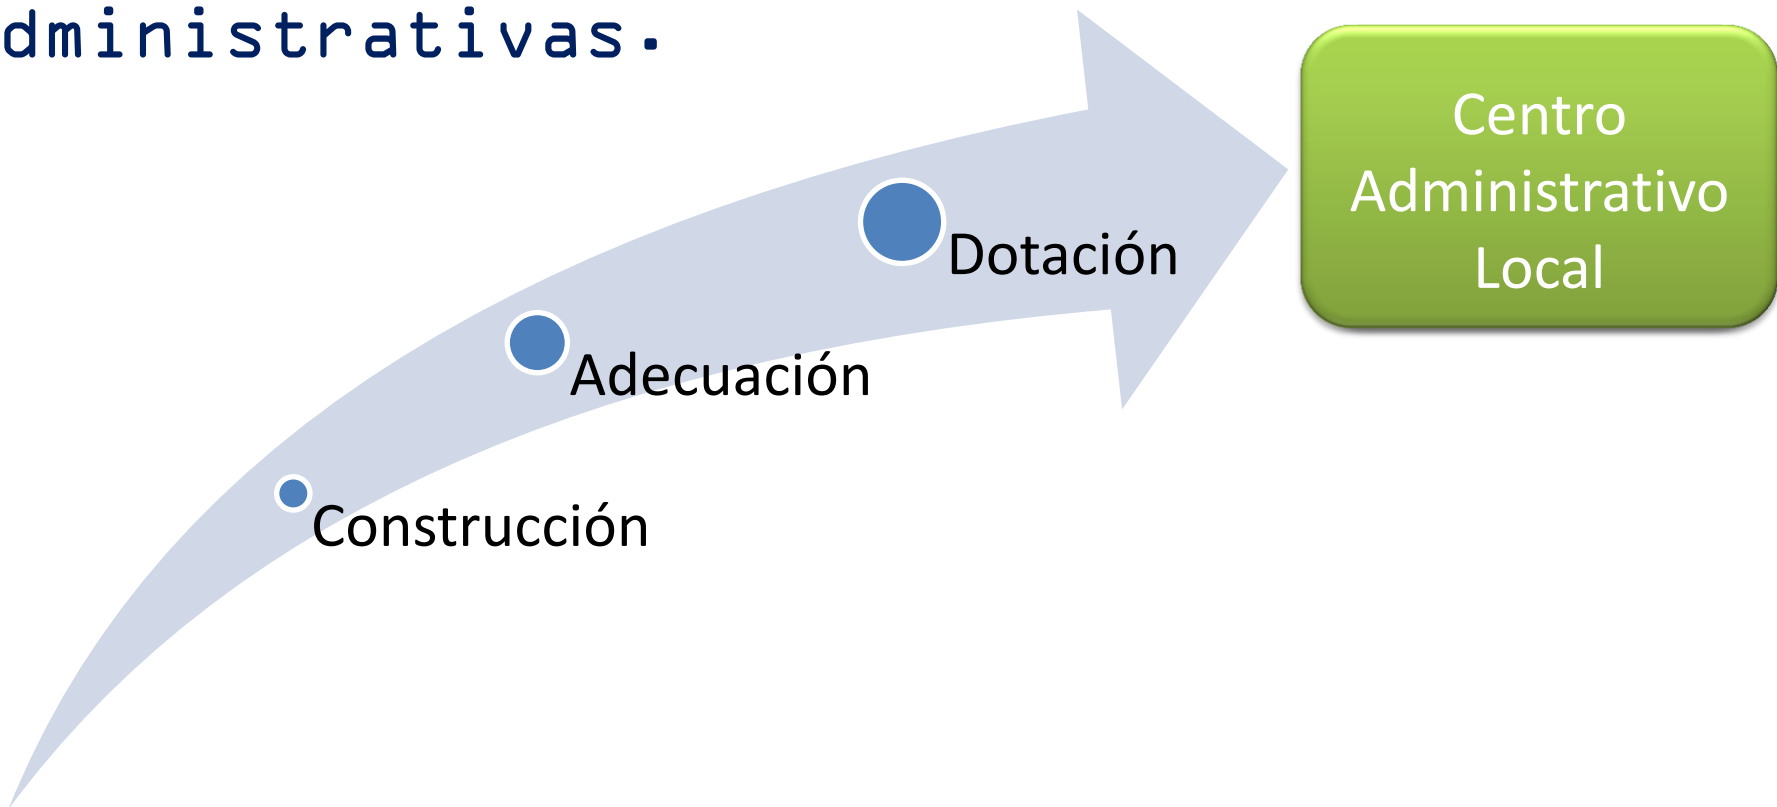 dministrativas.
Centro
Administrativo
Local
Dotación
Adecuación
Construcción